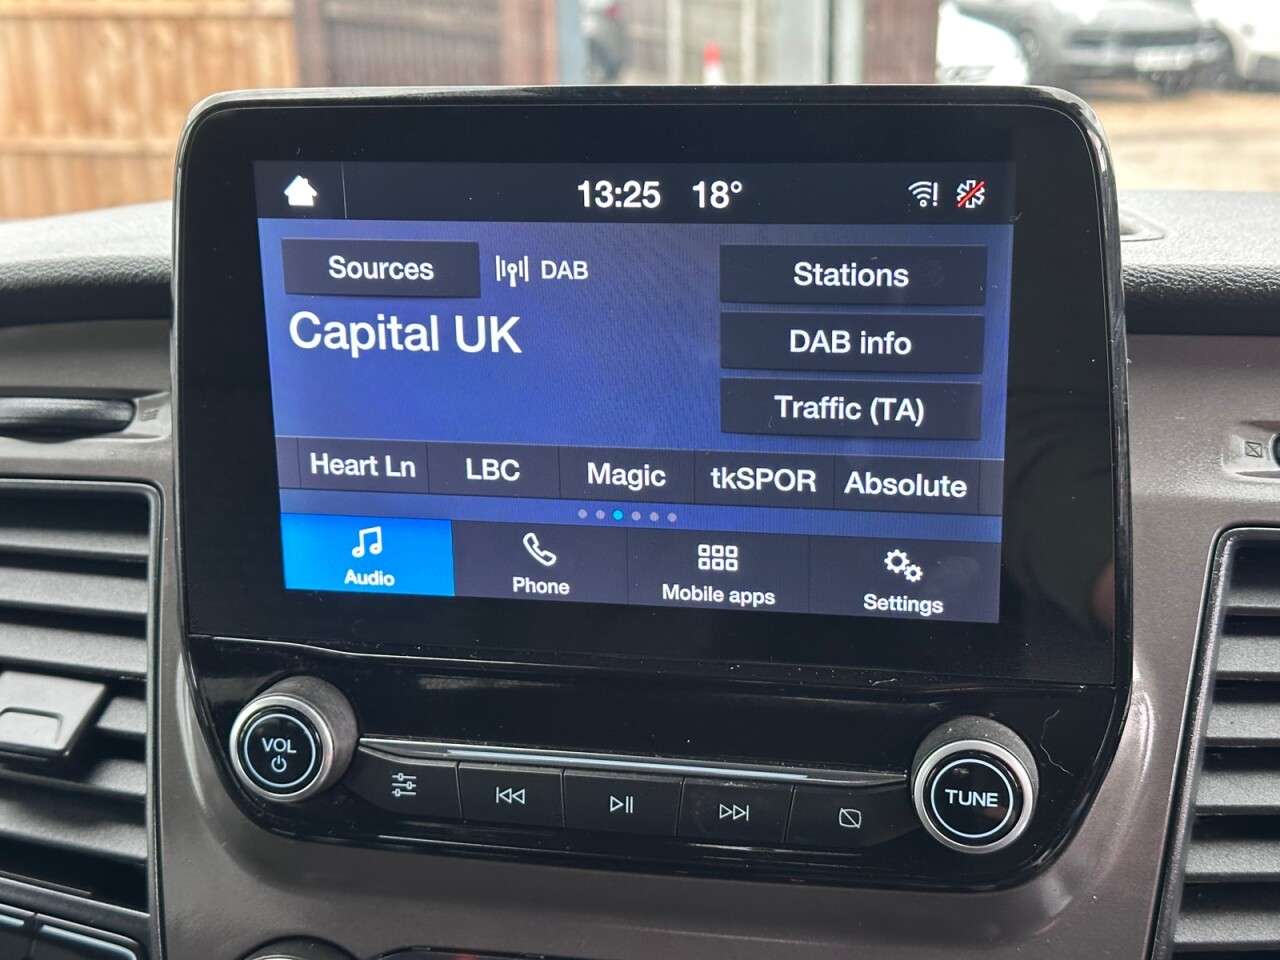 13:25 18°
Sources DAB Stations
Capital UK
DAB info
Traffic (TA)
Heart Ln LBC Magic tkSPOR Absolute
Audio Phone Mobile apps Settings
VOL
TUNE